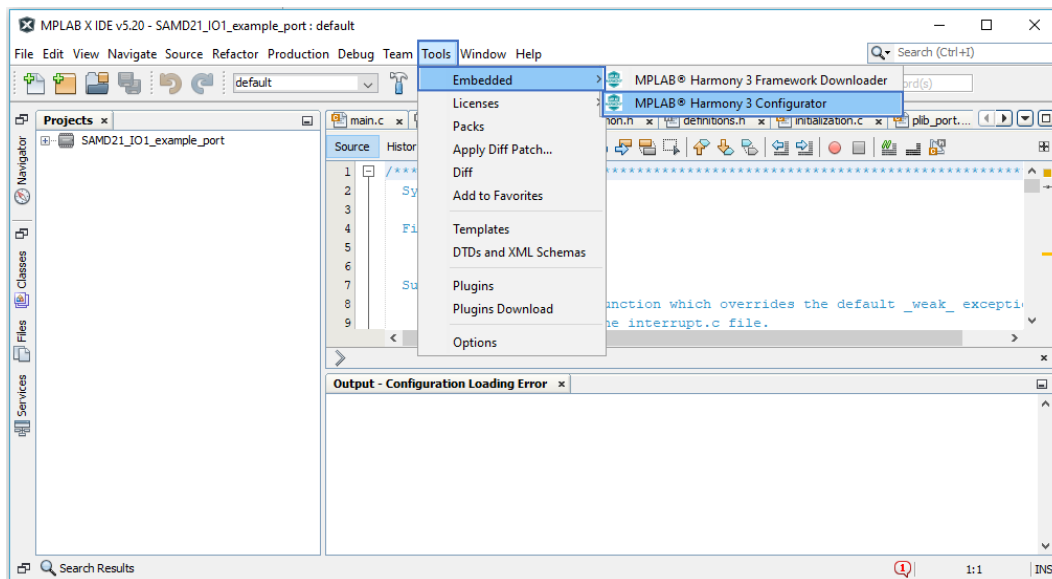 MPLAB X IDE v5.20 - SAMD21_IO1_example_port : default
File Edit View Navigate Source Refactor Production Debug Team Tools Window Help
Search (Ctrl+I)
default
Embedded
MPLAB® Harmony 3 Framework Downloader
MPLAB® Harmony 3 Configurator
Licenses
Packs
Apply Diff Patch...
Diff
Add to Favorites
Templates
DTDs and XML Schemas
Plugins
Plugins Download
Options
Projects
SAMD21_IO1_example_port
Navigator
Classes
Files
Services
main.c
definitions.h
initialization.c
plib_port....
Source
1 /***
2 Sy
3
4 Fi
5
6
7 Su
8 unction which overrides the default _weak_ excepti
9 he interrupt.c file.
Output - Configuration Loading Error
Search Results
1
1:1
INS